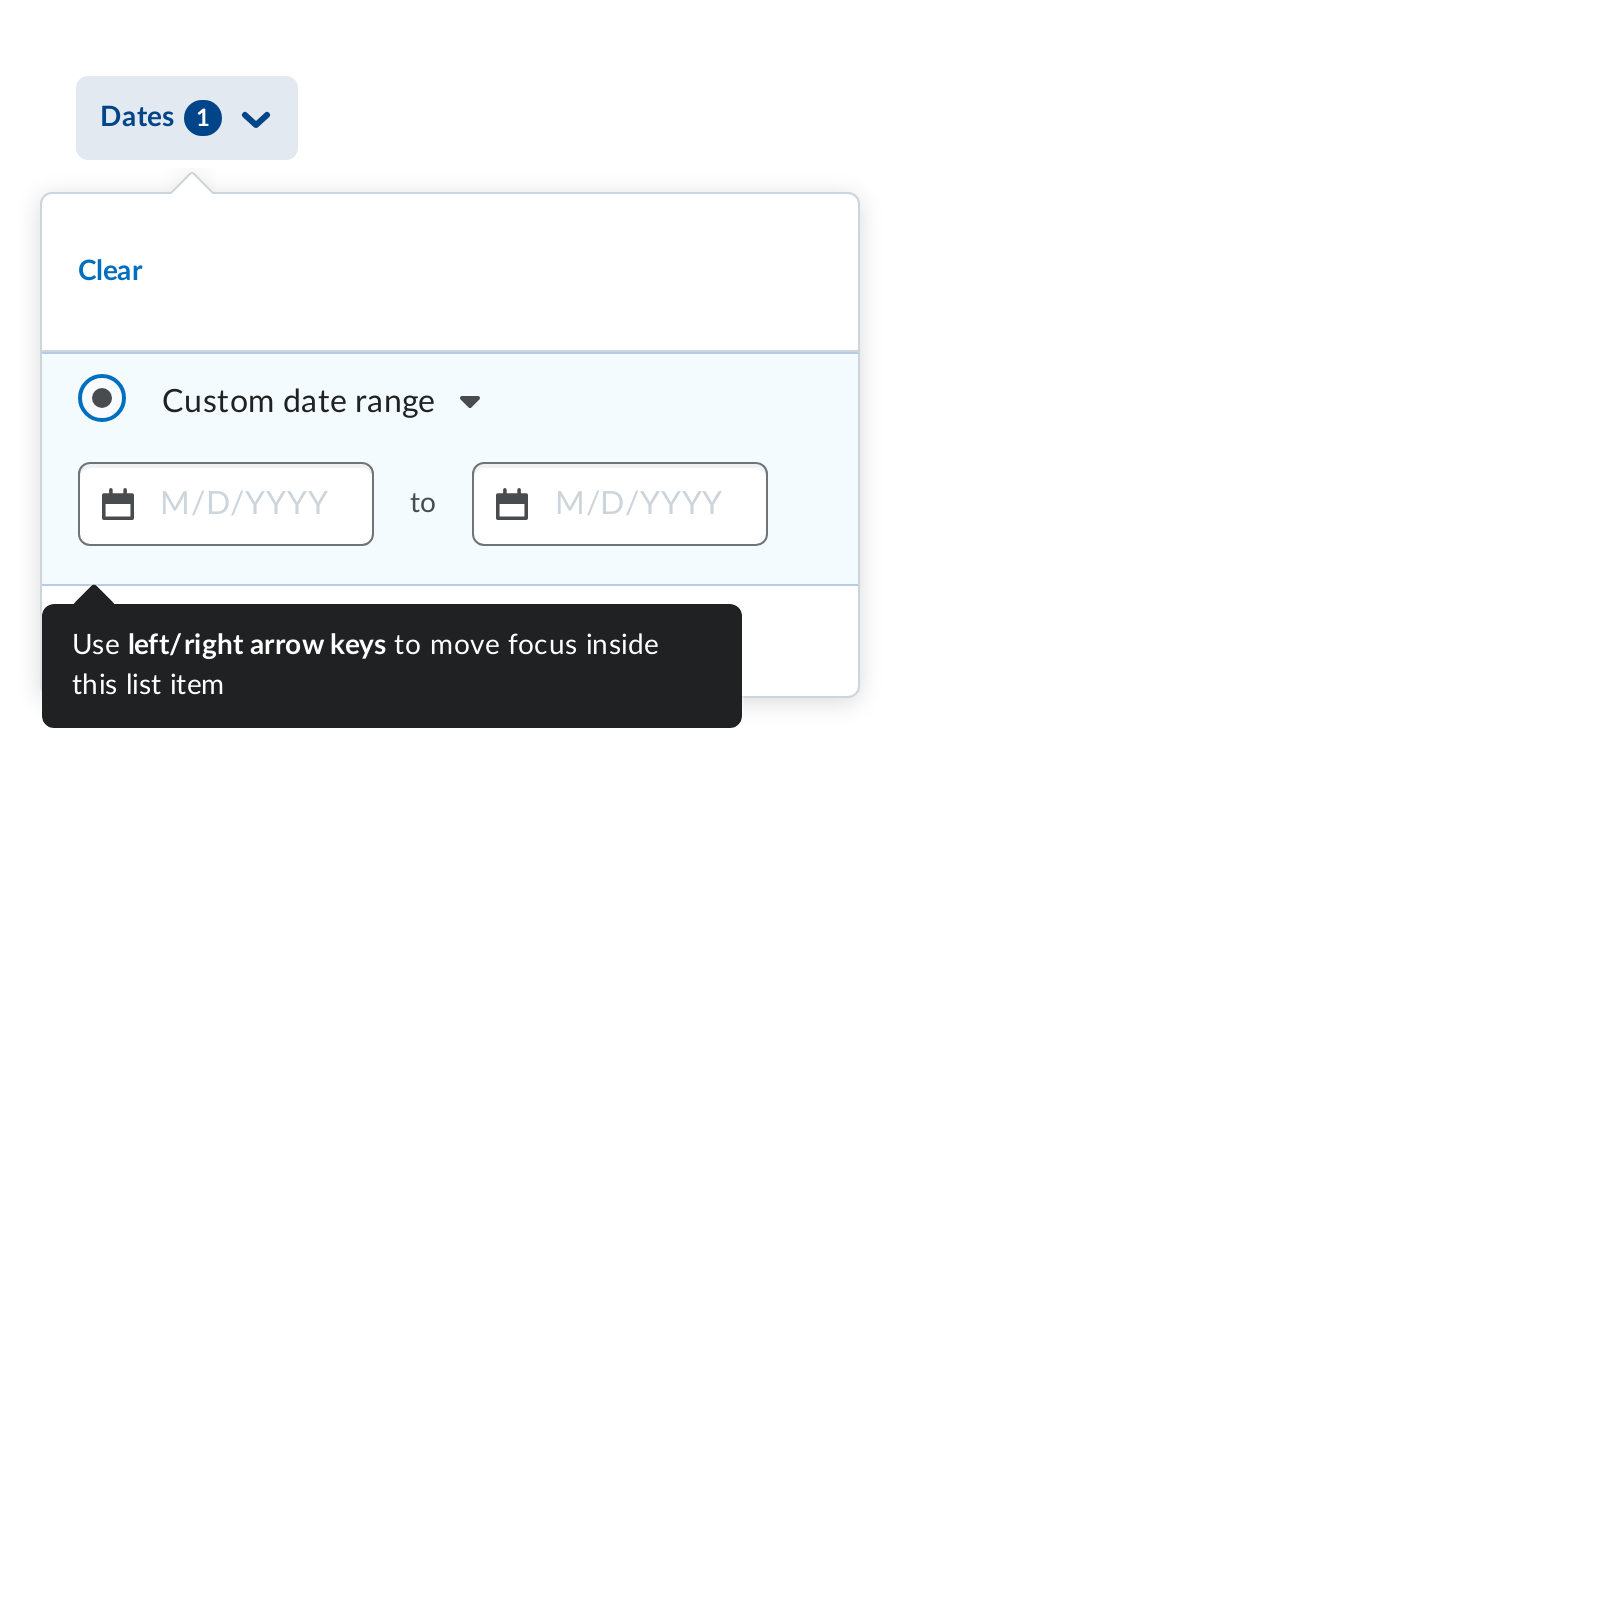 Dates 1
Clear
Custom date range
M/D/YYYY to M/D/YYYY
Use left/right arrow keys to move focus inside
this list item